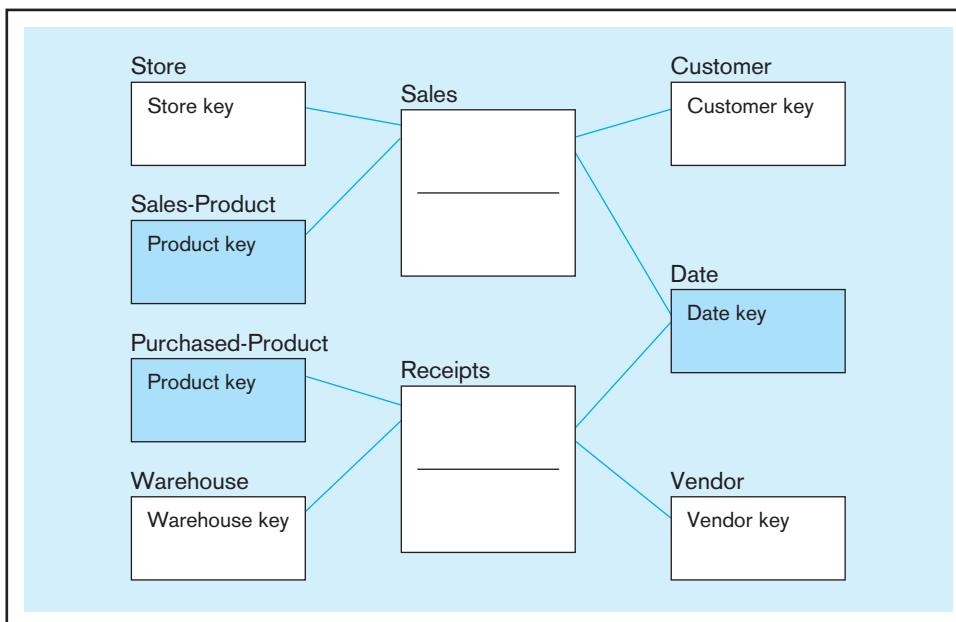 Store
Store key
Sales-Product
Product key
Purchased-Product
Product key
Warehouse
Warehouse key
Sales
Receipts
Customer
Customer key
Date
Date key
Vendor
Vendor key